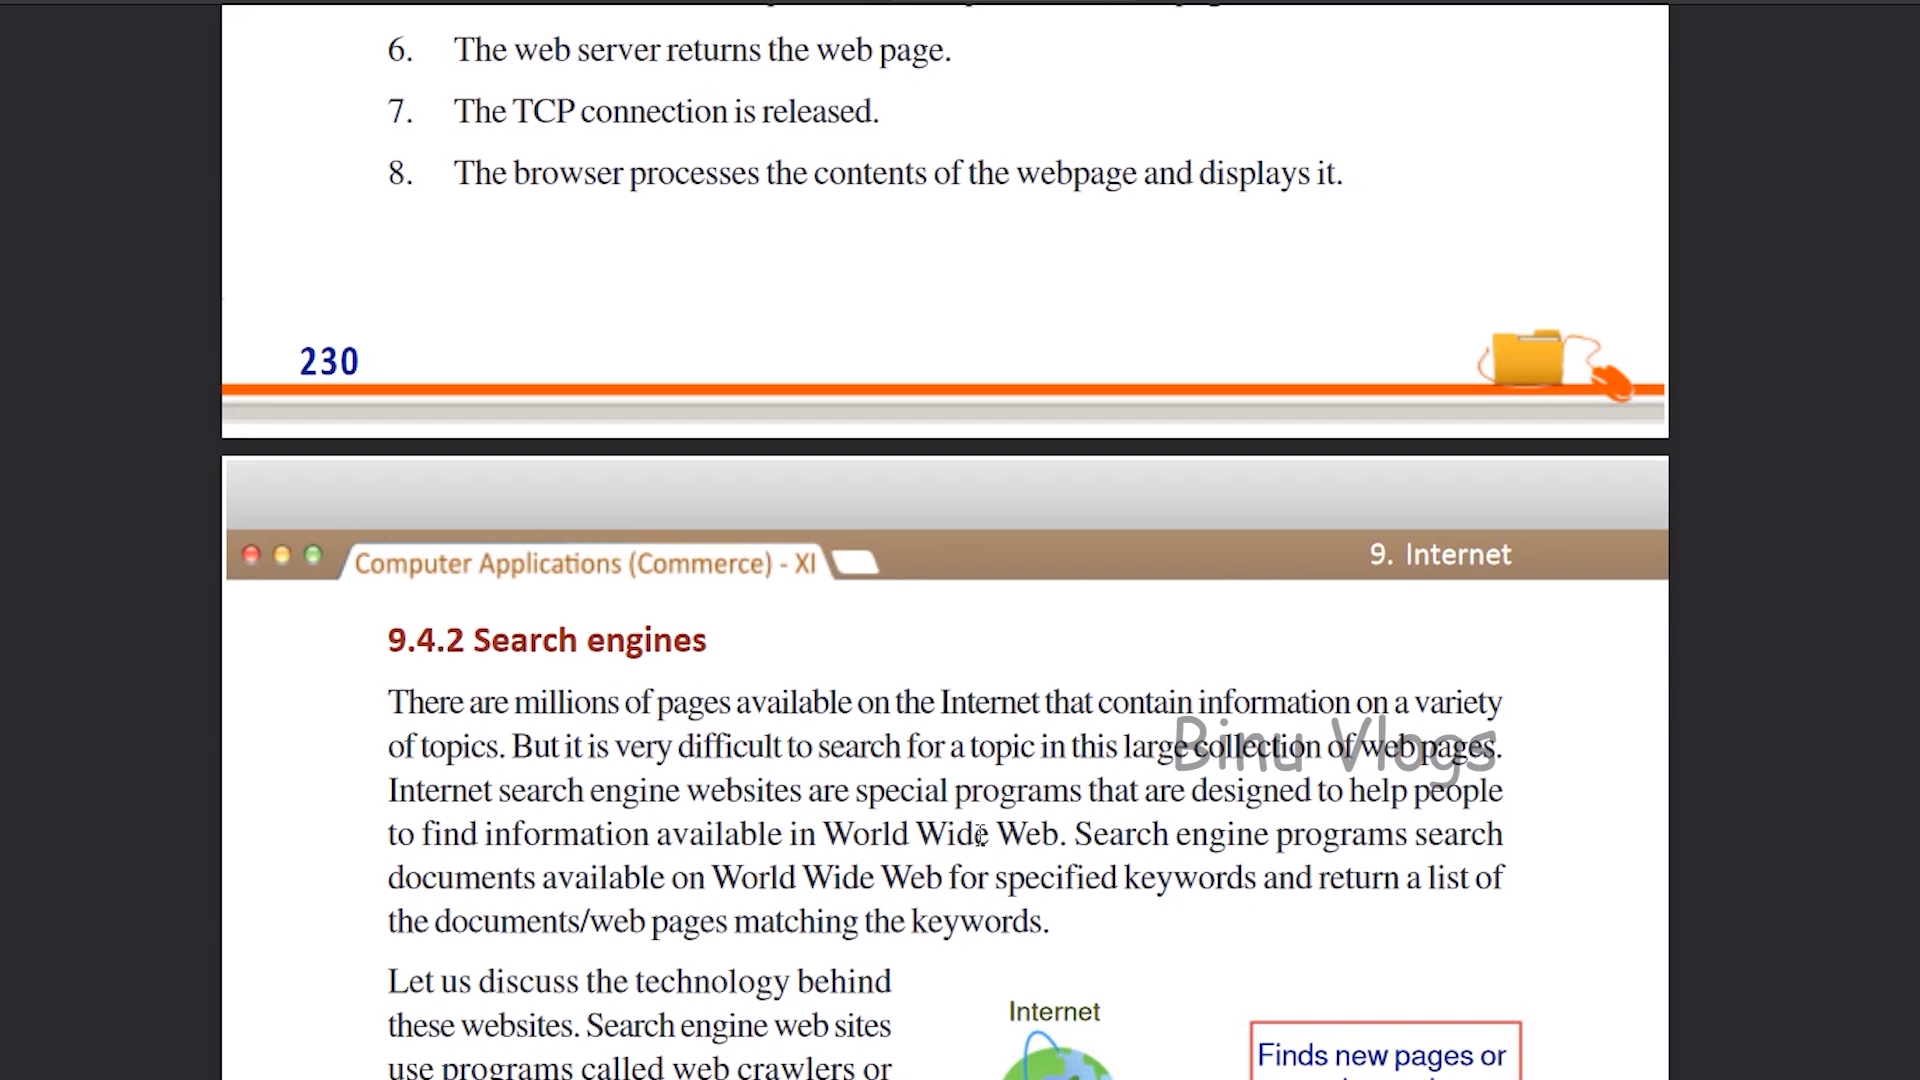 6. The web server returns the web page.
7. The TCP connection is released.
8. The browser processes the contents of the webpage and displays it.
230
Computer Applications (Commerce) - XI
9. Internet
9.4.2 Search engines
There are millions of pages available on the Internet that contain information on a variety
of topics. But it is very difficult to search for a topic in this large collection of web pages.
Binu Vlogs
Internet search engine websites are special programs that are designed to help people
to find information available in World Wide Web. Search engine programs search
documents available on World Wide Web for specified keywords and return a list of
the documents/web pages matching the keywords.
Let us discuss the technology behind
these websites. Search engine web sites
use programs called web crawlers or
Internet
Finds new pages or